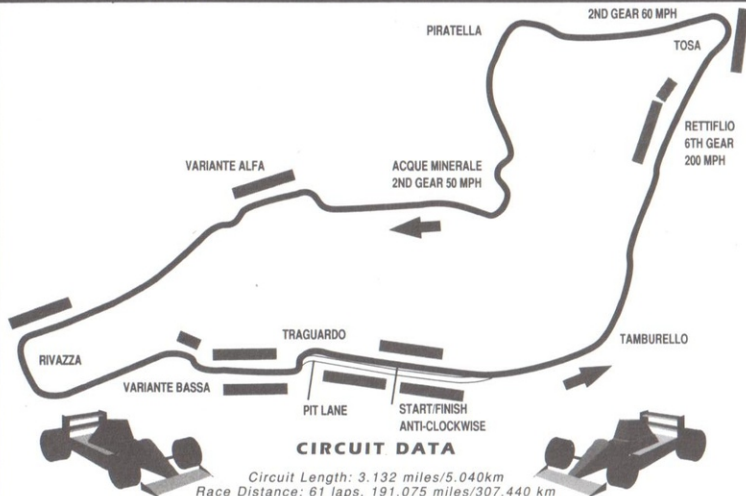 2ND GEAR 60 MPH
PIRATELLA
TOSA
RETTIFLIO
6TH GEAR
200 MPH
VARIANTE ALFA
ACQUE MINERALE
2ND GEAR 50 MPH
TRAGUARDO
TAMBURELLO
RIVAZZA
VARIANTE BASSA
PIT LANE
START/FINISH
ANTI-CLOCKWISE
CIRCUIT DATA
Circuit Length: 3.132 miles/5.040km
Race Distance: 61 laps, 191.075 miles/307.440 km